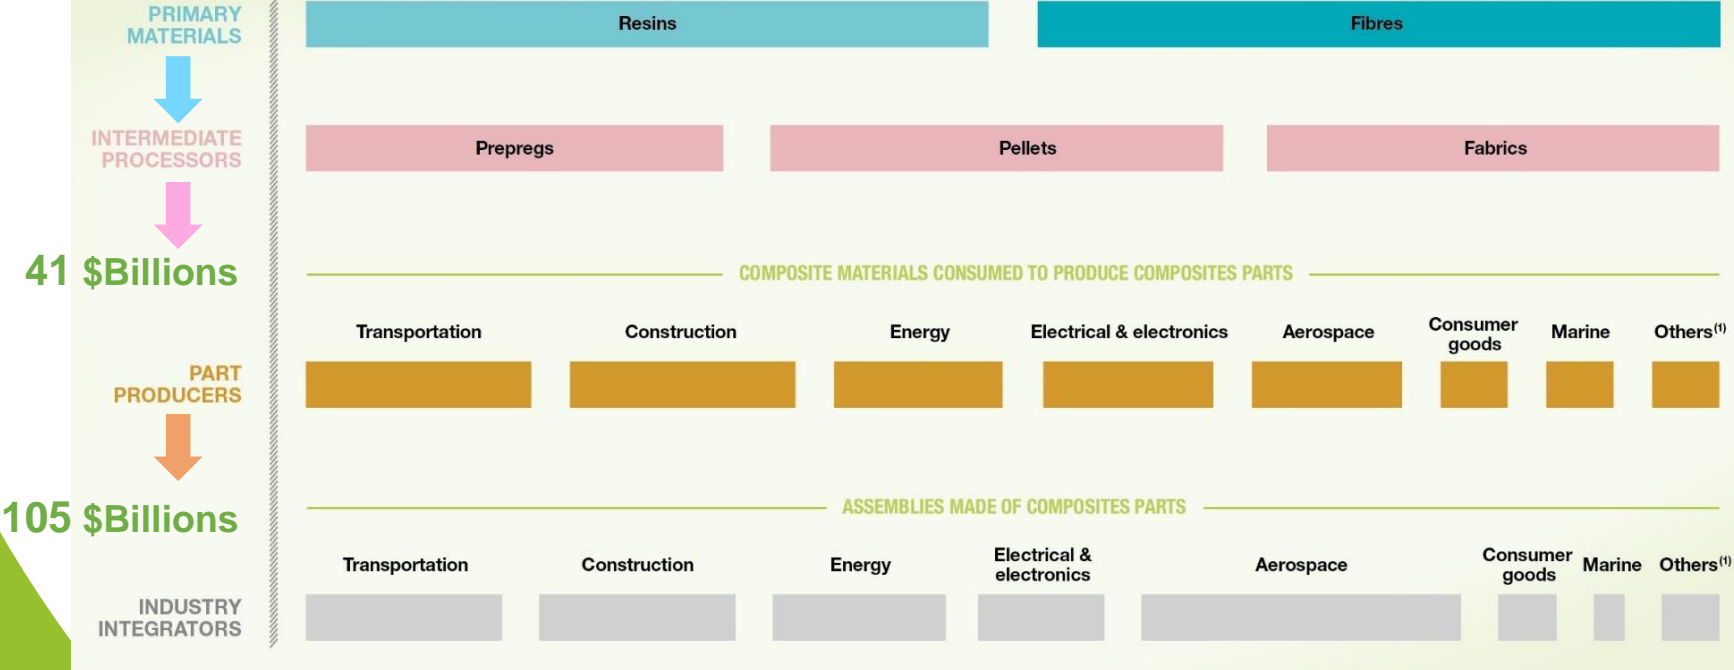 PRIMARY
MATERIALS
Resins
Fibres
INTERMEDIATE
PROCESSORS
Prepregs
Pellets
Fabrics
41 $Billions
COMPOSITE MATERIALS CONSUMED TO PRODUCE COMPOSITES PARTS
Transportation
Construction
Energy
Electrical & electronics
Aerospace
Consumer
goods
Marine
Others(1)
PART
PRODUCERS
105 $Billions
ASSEMBLIES MADE OF COMPOSITES PARTS
Transportation
Construction
Energy
Electrical &
electronics
Aerospace
Consumer
goods
Marine
Others(1)
INDUSTRY
INTEGRATORS